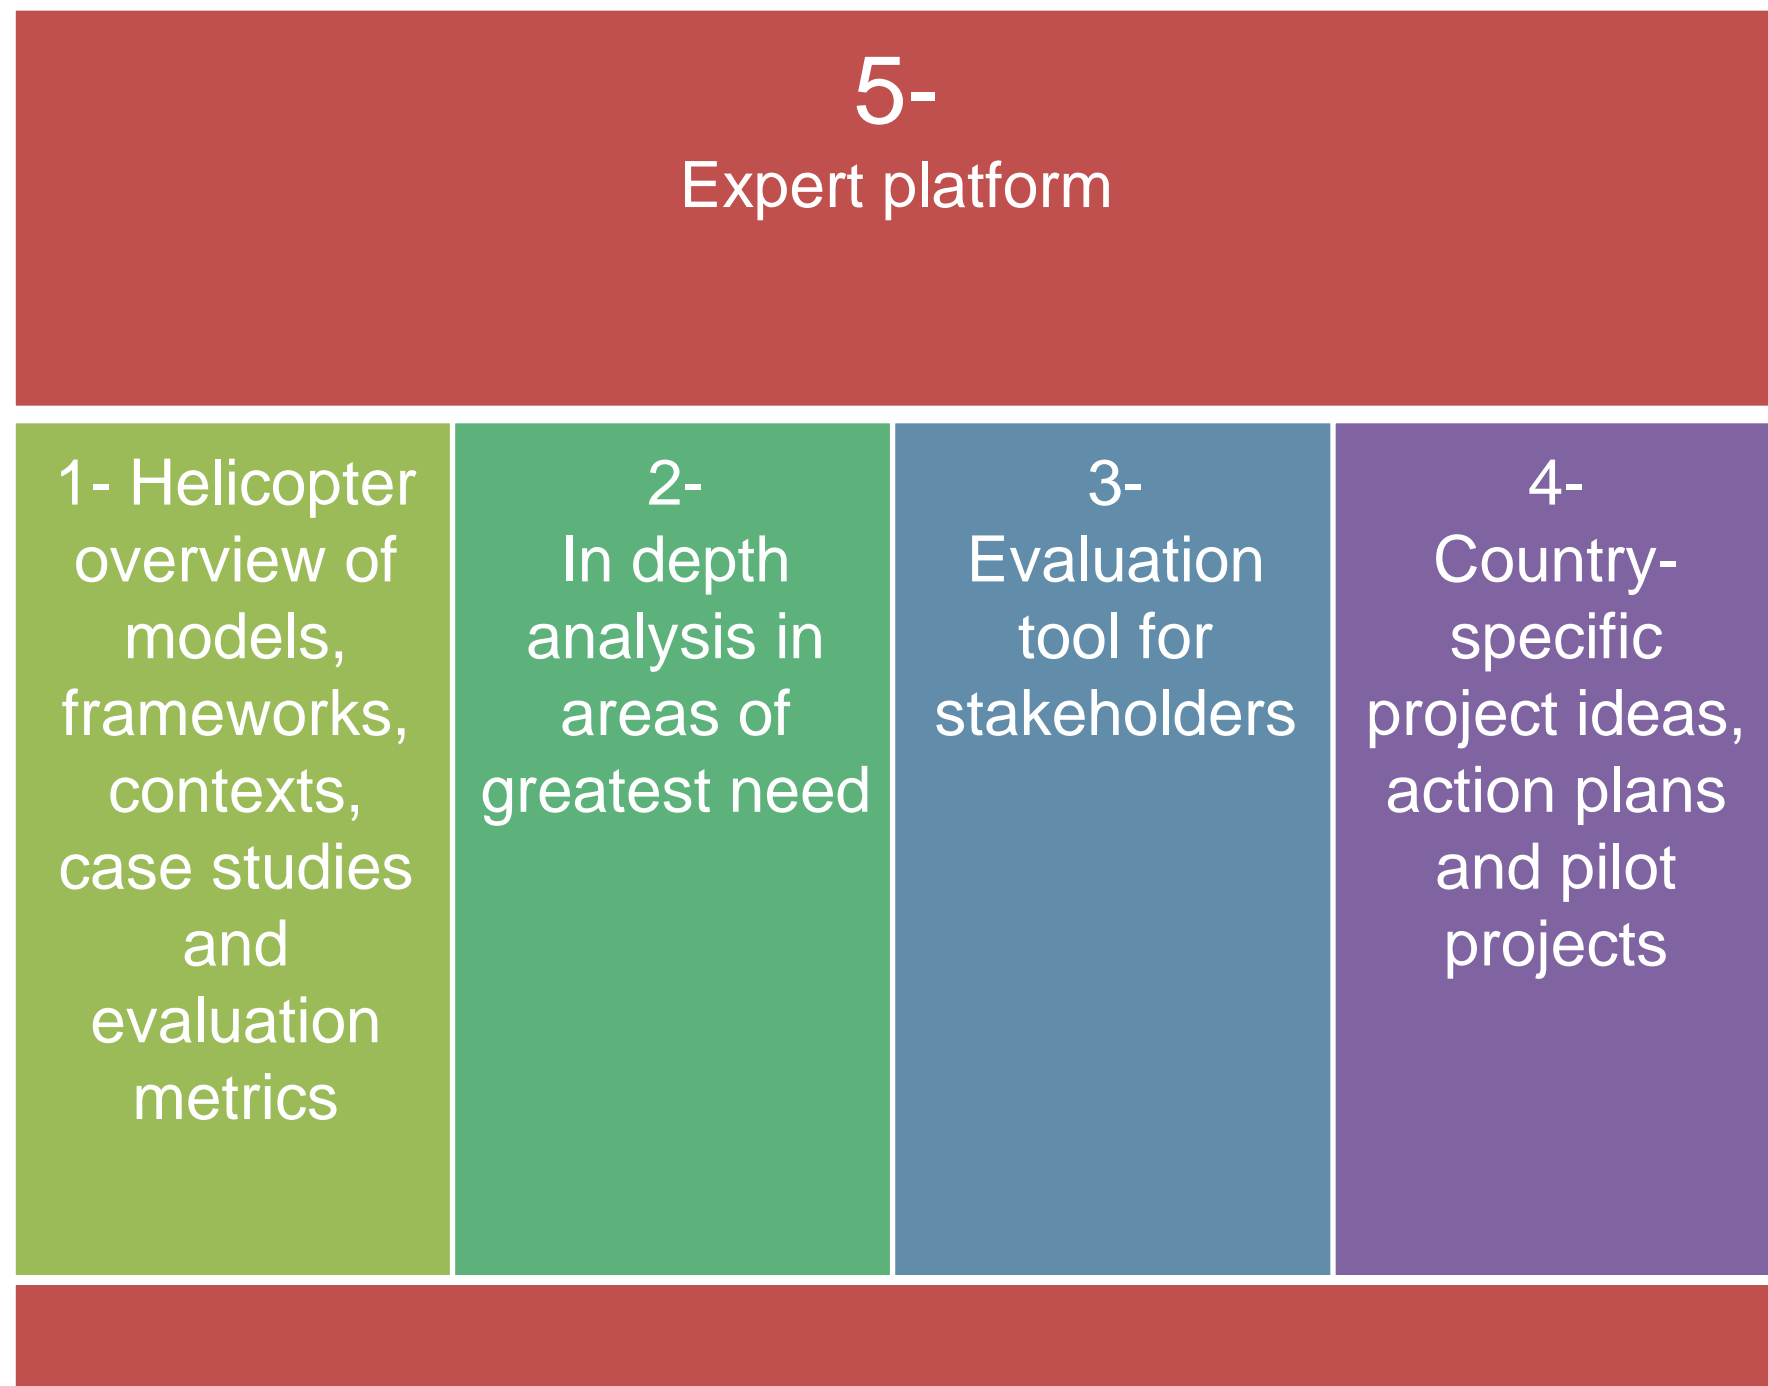 5-
Expert platform
1- Helicopter
overview of
models,
frameworks,
contexts,
case studies
and
evaluation
metrics
2-
In depth
analysis in
areas of
greatest need
3-
Evaluation
tool for
stakeholders
4-
Country-
specific
project ideas,
action plans
and pilot
projects